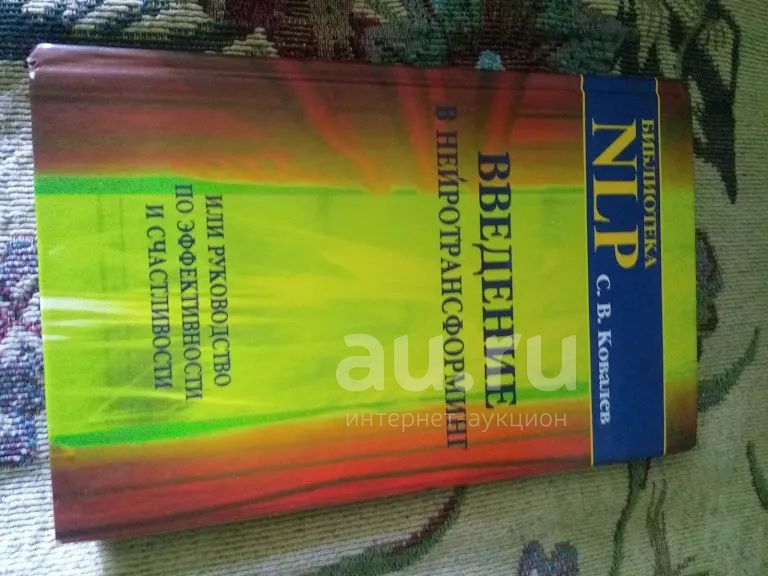 БИБЛИОТЕКА
NLP
С. В. Ковалев
ВВЕДЕНИЕ
В НЕЙРОТРАНСФОРМИНГ
ИЛИ РУКОВОДСТВО
ПО ЭФФЕКТИВНОСТИ
И СЧАСТЛИВОСТИ
au.ru
интернет-аукцион